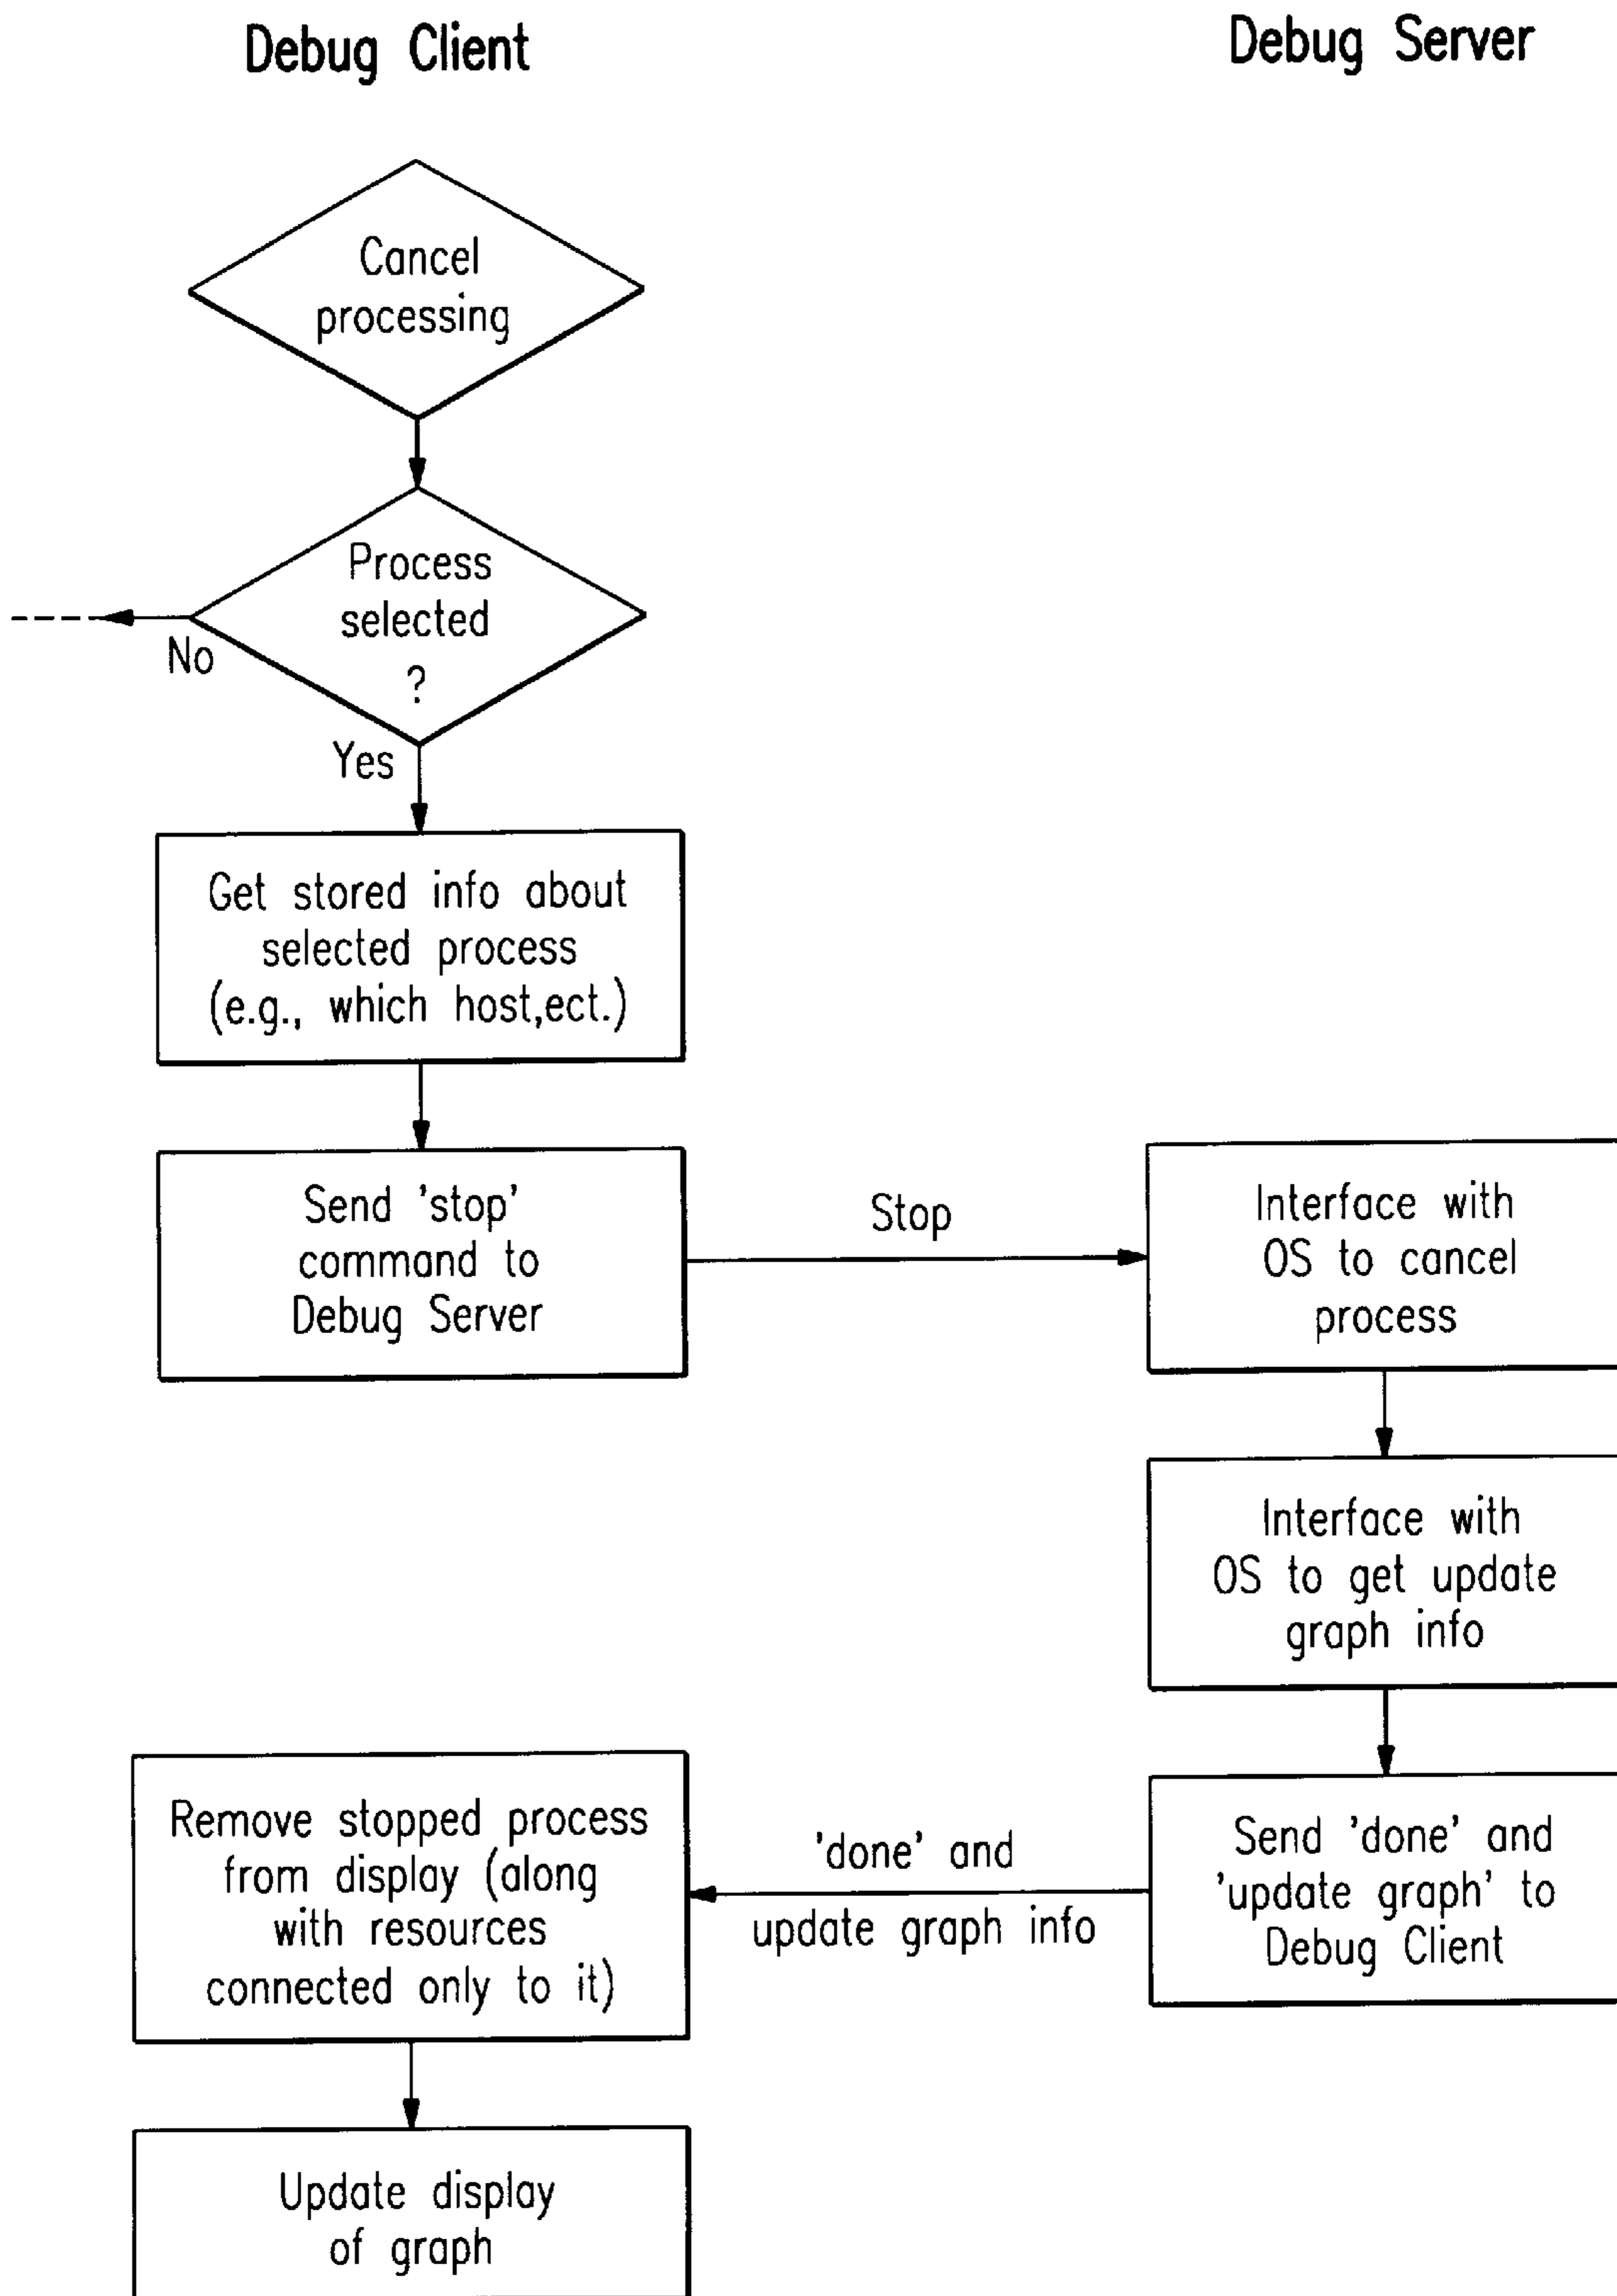 Debug Client
Debug Server
Cancel
processing
Process
selected
?
No
Yes
Get stored info about
selected process
(e.g., which host,ect.)
Send 'stop'
command to
Debug Server
Stop
Interface with
OS to cancel
process
Interface with
OS to get update
graph info
Send 'done' and
'update graph' to
Debug Client
'done' and
update graph info
Remove stopped process
from display (along
with resources
connected only to it)
Update display
of graph